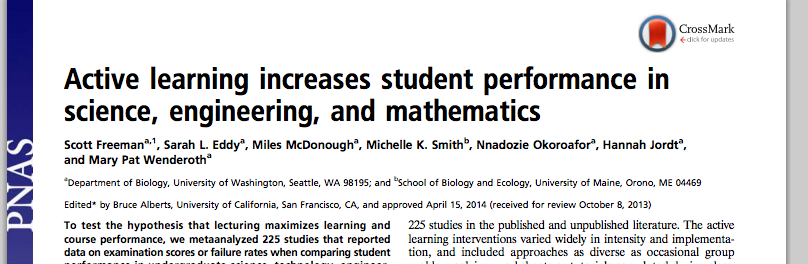 CrossMark
click for updates
Active learning increases student performance in
science, engineering, and mathematics
Scott Freemana,1, Sarah L. Eddya, Miles McDonougha, Michelle K. Smithb, Nnadozie Okoroafora, Hannah Jordta,
and Mary Pat Wenderotha
aDepartment of Biology, University of Washington, Seattle, WA 98195; and bSchool of Biology and Ecology, University of Maine, Orono, ME 04469
Edited* by Bruce Alberts, University of California, San Francisco, CA, and approved April 15, 2014 (received for review October 8, 2013)
To test the hypothesis that lecturing maximizes learning and
course performance, we metaanalyzed 225 studies that reported
data on examination scores or failure rates when comparing student
225 studies in the published and unpublished literature. The active
learning interventions varied widely in intensity and implementa-
tion, and included approaches as diverse as occasional group
PNAS